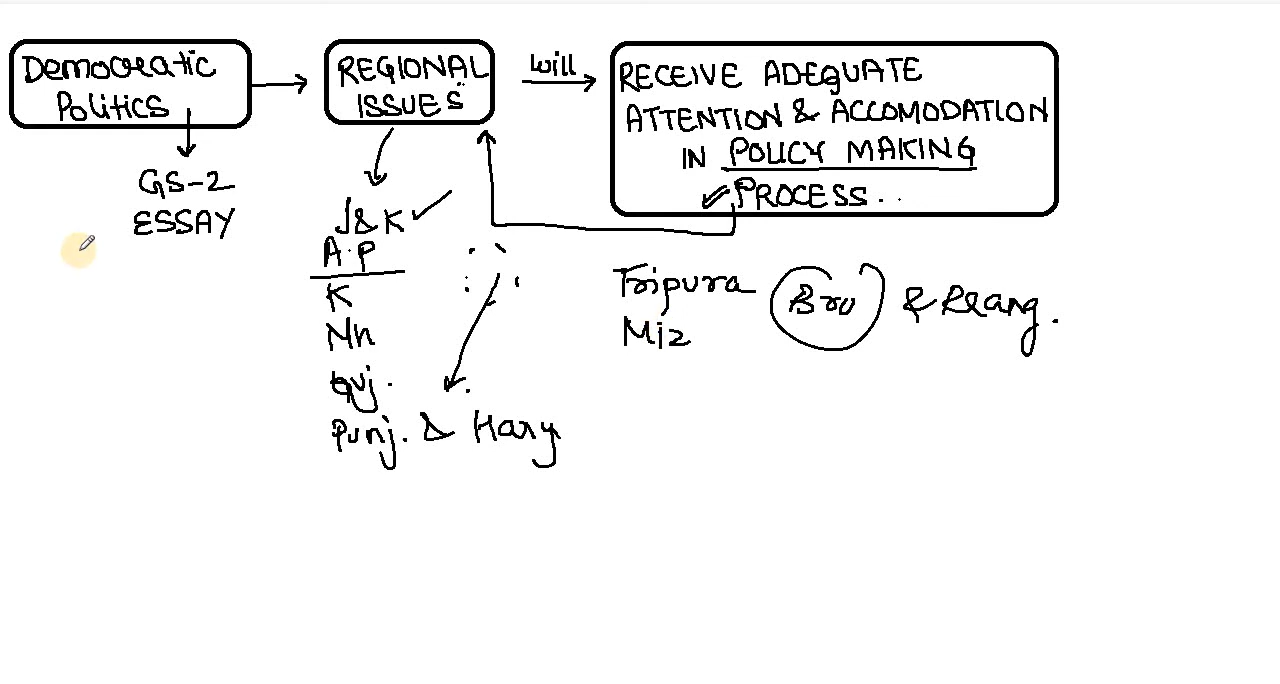 Democratic
Politics
GS-2
ESSAY
REGIONAL
ISSUES
will
RECEIVE ADEQUATE
ATTENTION & ACCOMODATION
IN POLICY MAKING
PROCESS...
J&K
A.P
K
Nh
Guj.
Punj. & Hary
Tripura Bru & Reang.
Miz